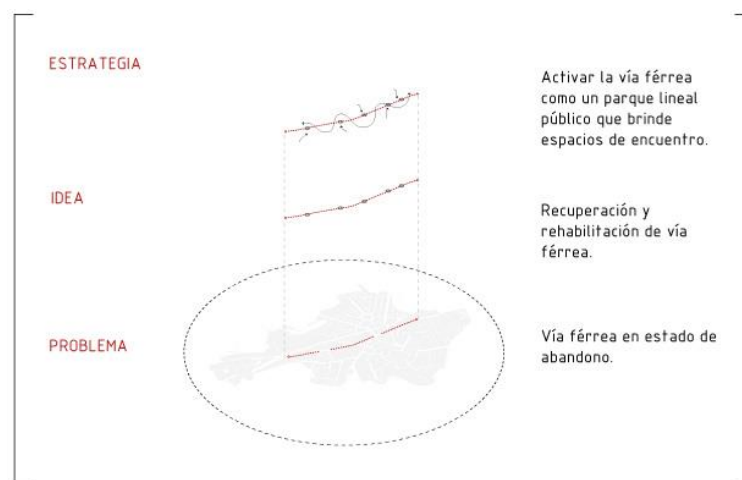 ESTRATEGIA
Activar la vía férrea
como un parque lineal
público que brinde
espacios de encuentro.
IDEA
Recuperación y
rehabilitación de vía
férrea.
PROBLEMA
Vía férrea en estado de
abandono.